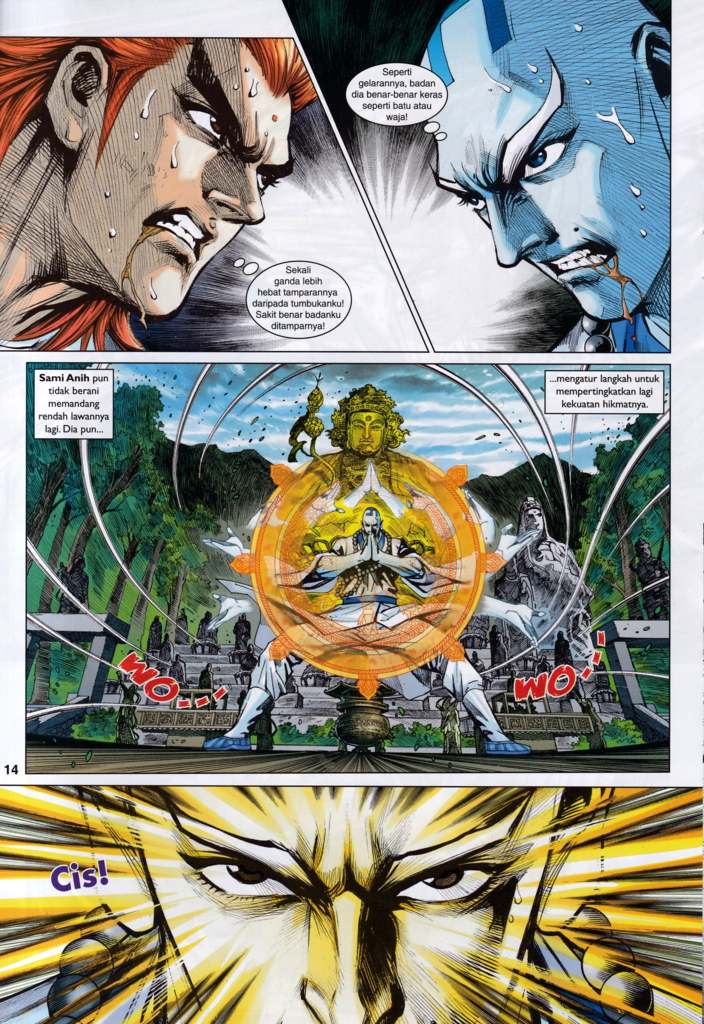 Seperti
gelarannya, badan
dia benar-benar keras
seperti batu atau
waja!
Sekali
ganda lebih
hebat tamparannya
daripada tumbukanku!
Sakit benar badanku
ditamparnya!
Sami Anih pun
tidak berani
memandang
rendah lawannya
lagi. Dia pun...
...mengatur langkah untuk
mempertingkatkan lagi
kekuatan hikmatnya.
WO...
WO...
14
Cis!